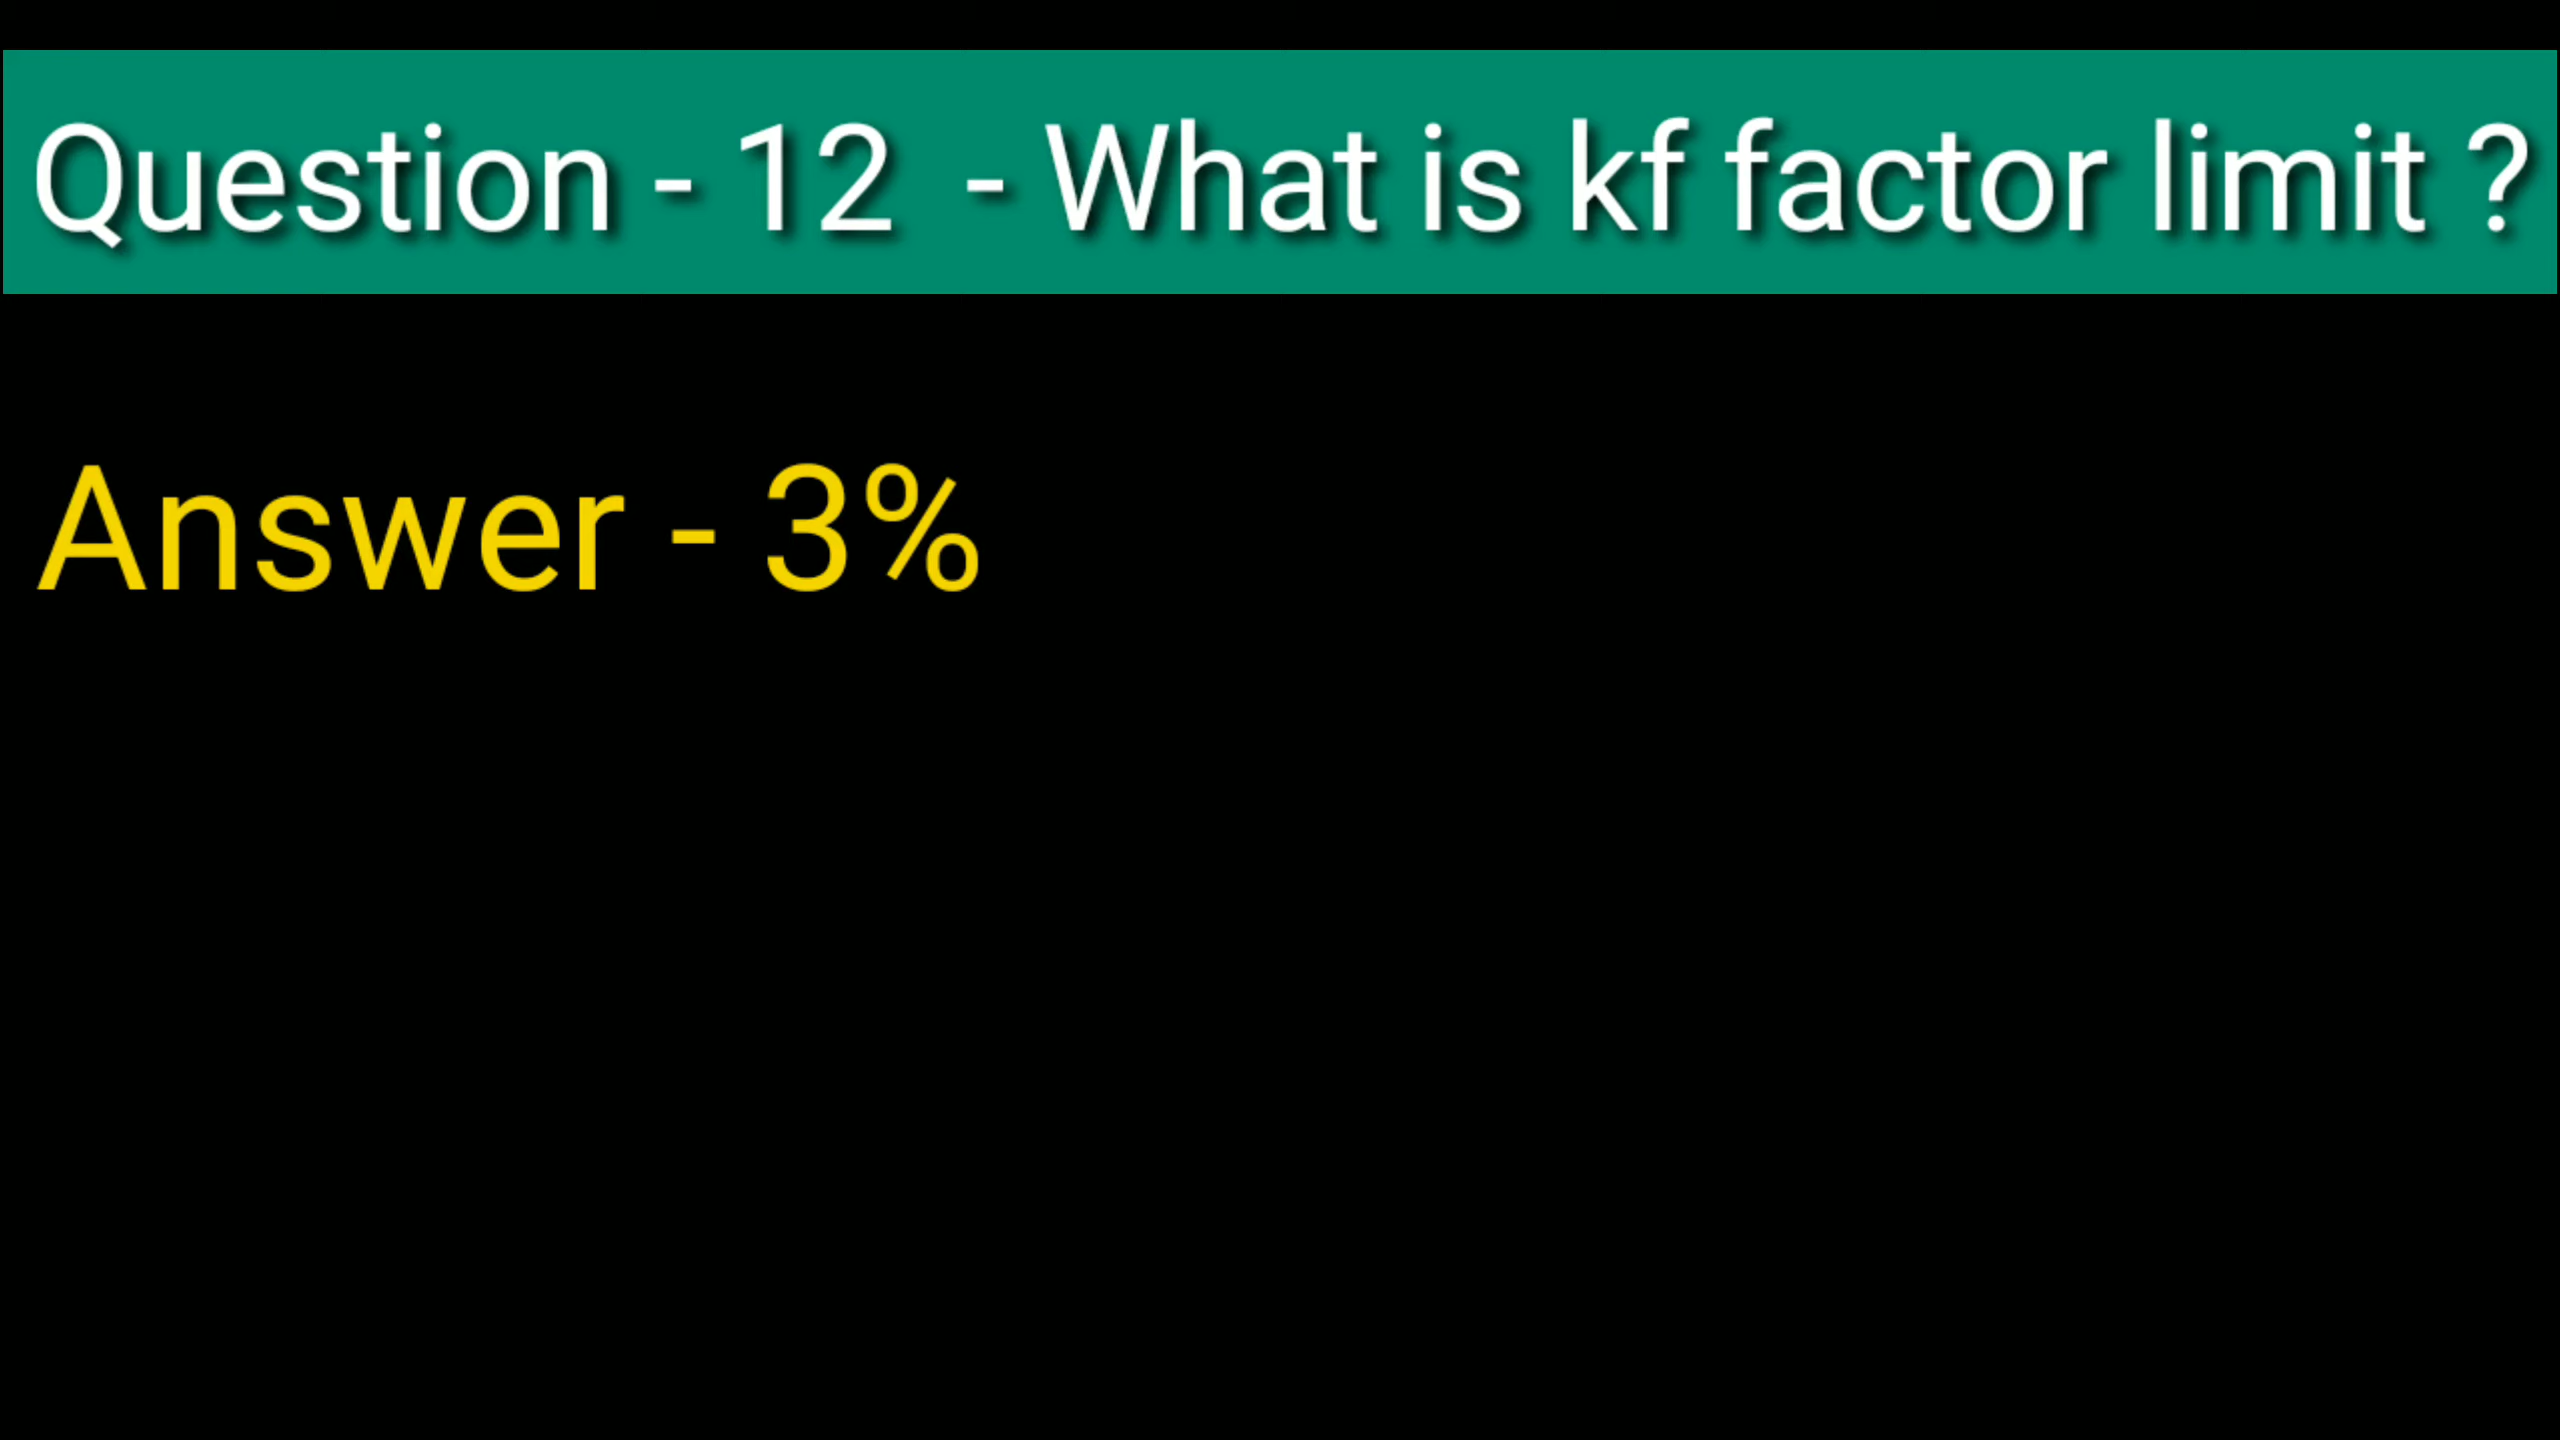 Question - 12 - What is kf factor limit ?
Answer - 3%